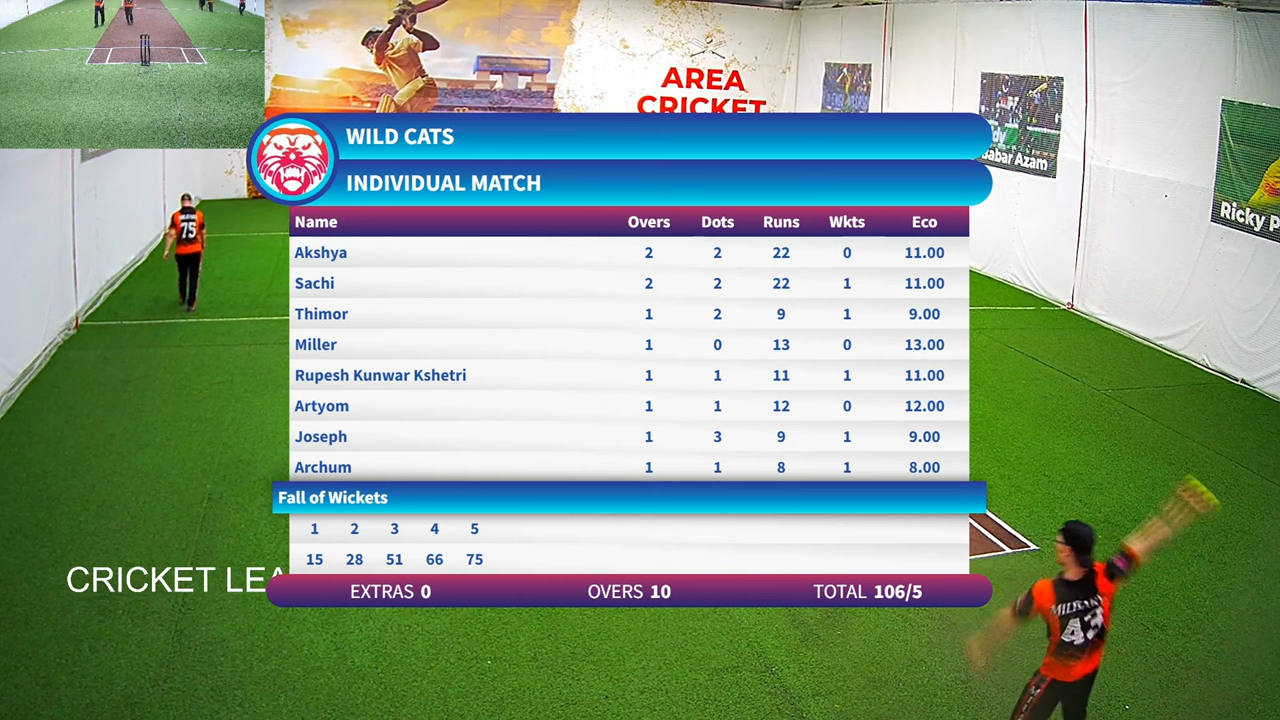 AREA
CRICKET
WILD CATS
INDIVIDUAL MATCH
Babar Azam
Ricky P
75
Name Overs Dots Runs Wkts Eco
Akshya 2 2 22 0 11.00
Sachi 2 2 22 1 11.00
Thimor 1 2 9 1 9.00
Miller 1 0 13 0 13.00
Rupesh Kunwar Kshetri 1 1 11 1 11.00
Artyom 1 1 12 0 12.00
Joseph 1 3 9 1 9.00
Archum 1 1 8 1 8.00
Fall of Wickets
1 2 3 4 5
15 28 51 66 75
CRICKET LEA
EXTRAS 0 OVERS 10 TOTAL 106/5
43